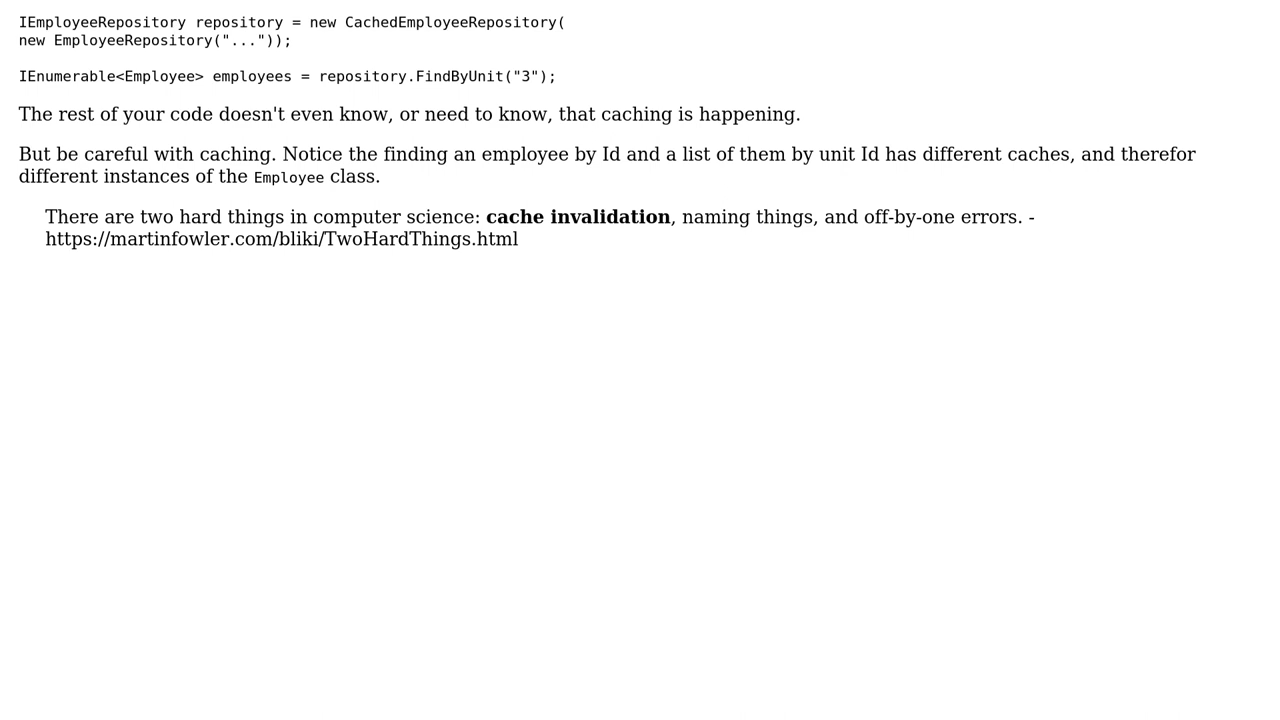 IEmployeeRepository repository = new CachedEmployeeRepository(
new EmployeeRepository("..."));
IEnumerable<Employee> employees = repository.FindByUnit("3");
The rest of your code doesn't even know, or need to know, that caching is happening.
But be careful with caching. Notice the finding an employee by Id and a list of them by unit Id has different caches, and therefor
different instances of the Employee class.
There are two hard things in computer science: cache invalidation, naming things, and off-by-one errors. -
https://martinfowler.com/bliki/TwoHardThings.html